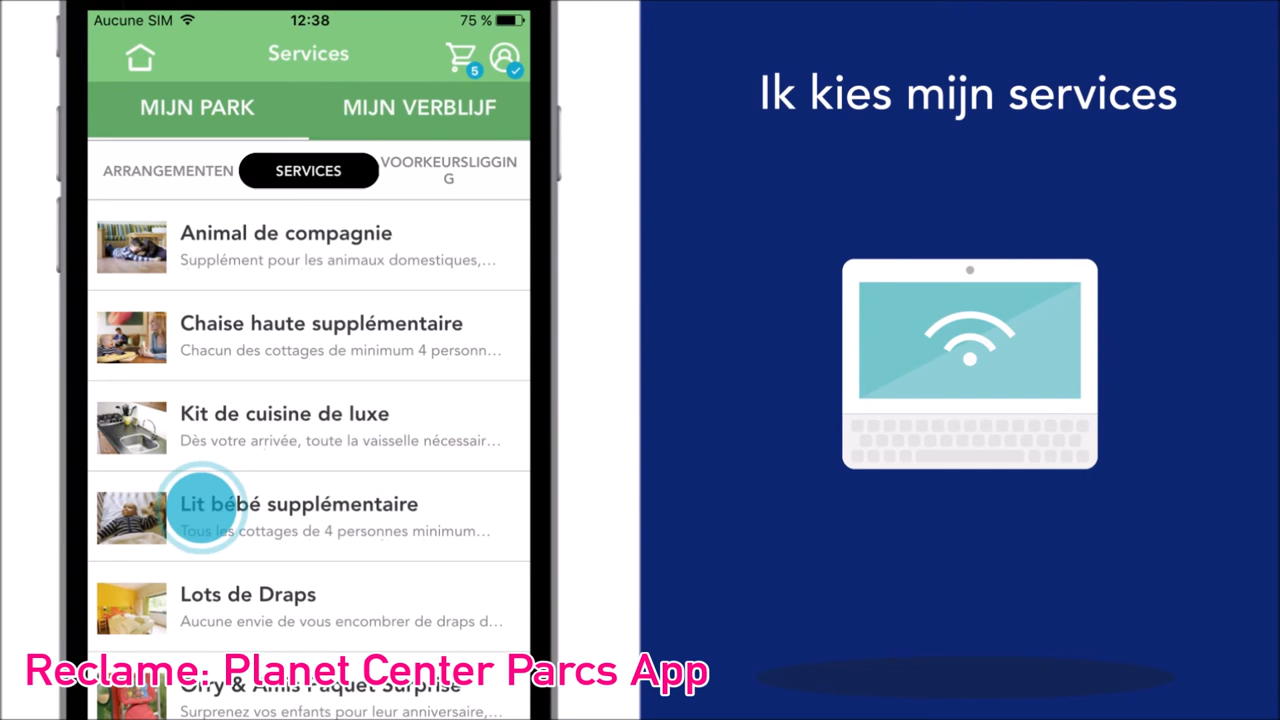 Aucune SIM 12:38 75 %
Services
5
MIJN PARK MIJN VERBLIJF
ARRANGEMENTEN SERVICES VOORKEURSLIGGIN
G
Animal de compagnie
Supplément pour les animaux domestiques,...
Chaise haute supplémentaire
Chacun des cottages de minimum 4 personn...
Kit de cuisine de luxe
Dès votre arrivée, toute la vaisselle nécessair...
Lit bébé supplémentaire
Tous les cottages de 4 personnes minimum...
Lots de Draps
Aucune envie de vous encombrer de draps d...
Orry & Amis Paquet Surprise
Surprenez vos enfants pour leur anniversaire,...
Ik kies mijn services
Reclame: Planet Center Parcs App